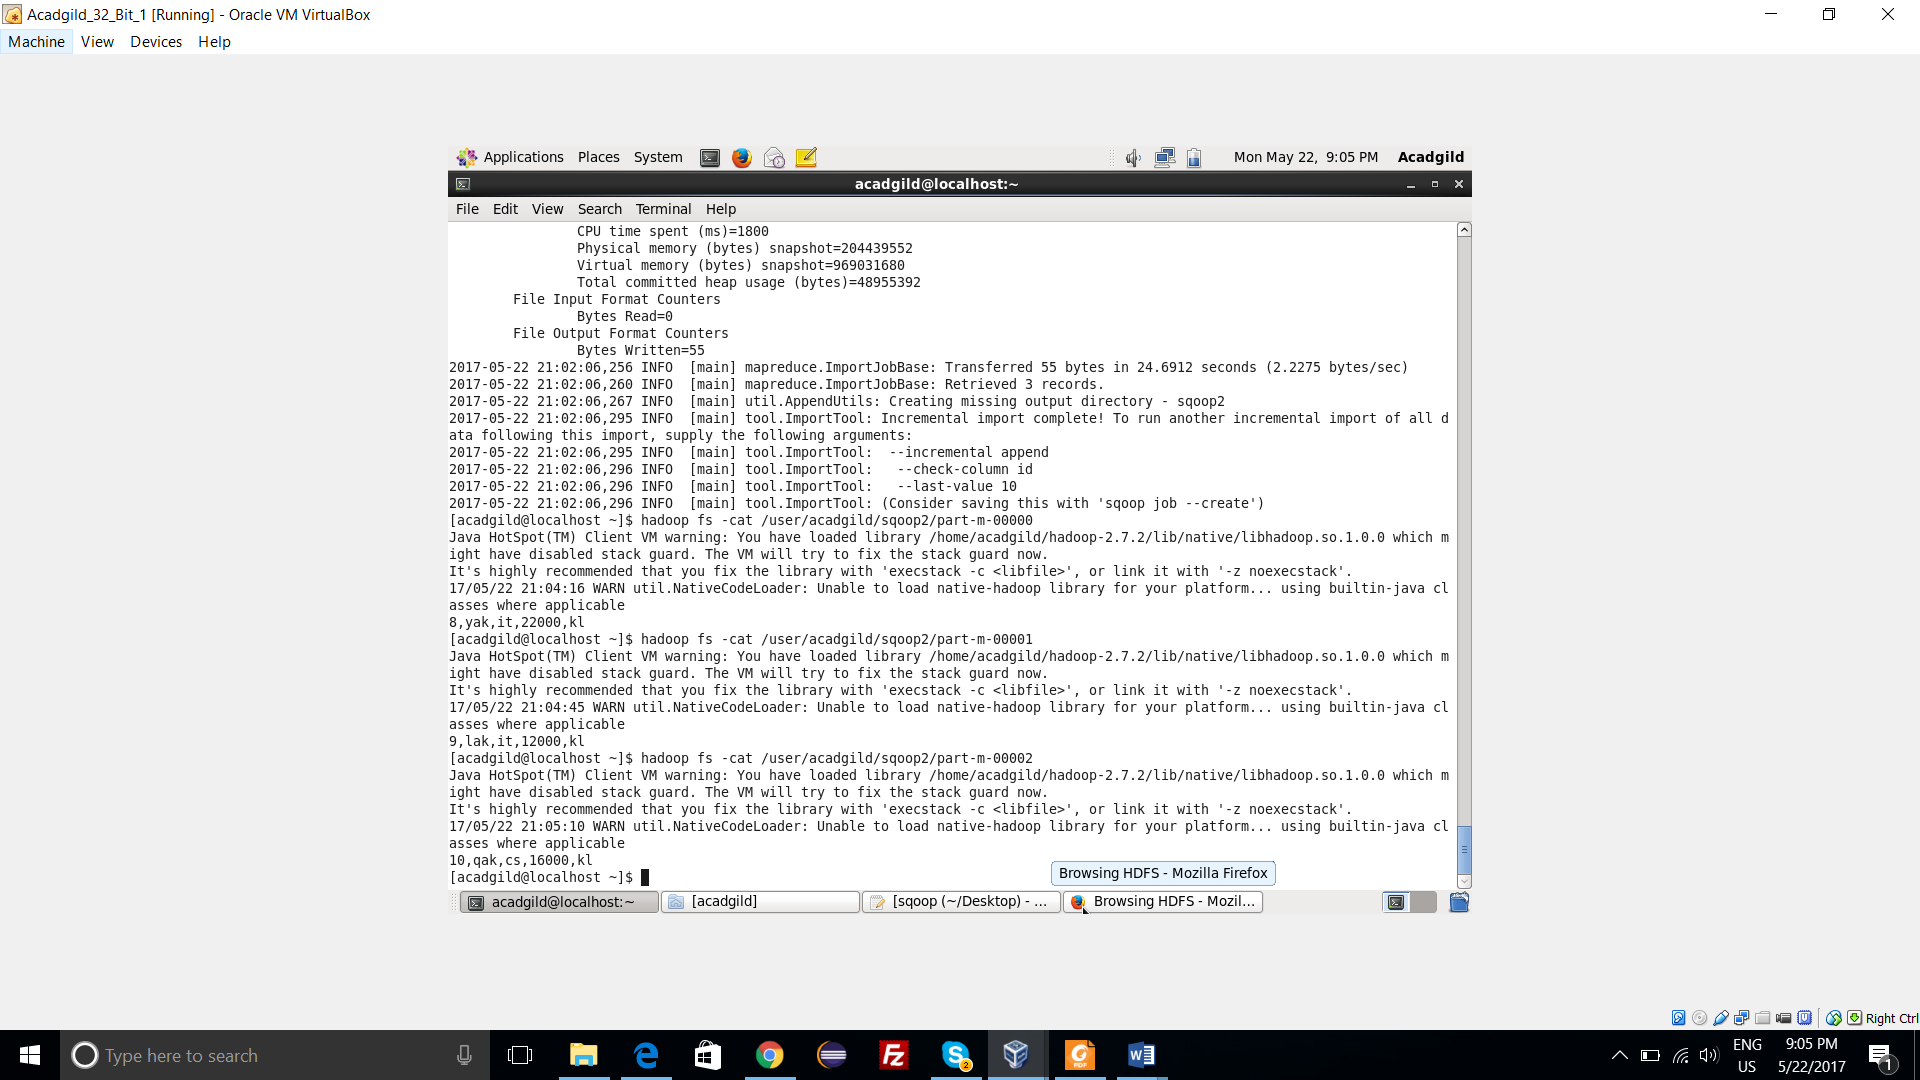 Acadgild_32_Bit_1 [Running] - Oracle VM VirtualBox
Machine View Devices Help
Applications Places System Mon May 22, 9:05 PM Acadgild
acadgild@localhost:~
File Edit View Search Terminal Help
CPU time spent (ms)=1800
Physical memory (bytes) snapshot=204439552
Virtual memory (bytes) snapshot=969031680
Total committed heap usage (bytes)=48955392
File Input Format Counters
Bytes Read=0
File Output Format Counters
Bytes Written=55
2017-05-22 21:02:06,256 INFO  [main] mapreduce.ImportJobBase: Transferred 55 bytes in 24.6912 seconds (2.2275 bytes/sec)
2017-05-22 21:02:06,260 INFO  [main] mapreduce.ImportJobBase: Retrieved 3 records.
2017-05-22 21:02:06,267 INFO  [main] util.AppendUtils: Creating missing output directory - sqoop2
2017-05-22 21:02:06,295 INFO  [main] tool.ImportTool: Incremental import complete! To run another incremental import of all d
ata following this import, supply the following arguments:
2017-05-22 21:02:06,295 INFO  [main] tool.ImportTool:  --incremental append
2017-05-22 21:02:06,296 INFO  [main] tool.ImportTool:   --check-column id
2017-05-22 21:02:06,296 INFO  [main] tool.ImportTool:   --last-value 10
2017-05-22 21:02:06,296 INFO  [main] tool.ImportTool: (Consider saving this with 'sqoop job --create')
[acadgild@localhost ~]$ hadoop fs -cat /user/acadgild/sqoop2/part-m-00000
Java HotSpot(TM) Client VM warning: You have loaded library /home/acadgild/hadoop-2.7.2/lib/native/libhadoop.so.1.0.0 which m
ight have disabled stack guard. The VM will try to fix the stack guard now.
It's highly recommended that you fix the library with 'execstack -c <libfile>', or link it with '-z noexecstack'.
17/05/22 21:04:16 WARN util.NativeCodeLoader: Unable to load native-hadoop library for your platform... using builtin-java cl
asses where applicable
8,yak,it,22000,kl
[acadgild@localhost ~]$ hadoop fs -cat /user/acadgild/sqoop2/part-m-00001
Java HotSpot(TM) Client VM warning: You have loaded library /home/acadgild/hadoop-2.7.2/lib/native/libhadoop.so.1.0.0 which m
ight have disabled stack guard. The VM will try to fix the stack guard now.
It's highly recommended that you fix the library with 'execstack -c <libfile>', or link it with '-z noexecstack'.
17/05/22 21:04:45 WARN util.NativeCodeLoader: Unable to load native-hadoop library for your platform... using builtin-java cl
asses where applicable
9,lak,it,12000,kl
[acadgild@localhost ~]$ hadoop fs -cat /user/acadgild/sqoop2/part-m-00002
Java HotSpot(TM) Client VM warning: You have loaded library /home/acadgild/hadoop-2.7.2/lib/native/libhadoop.so.1.0.0 which m
ight have disabled stack guard. The VM will try to fix the stack guard now.
It's highly recommended that you fix the library with 'execstack -c <libfile>', or link it with '-z noexecstack'.
17/05/22 21:05:10 WARN util.NativeCodeLoader: Unable to load native-hadoop library for your platform... using builtin-java cl
asses where applicable
10,qak,cs,16000,kl
[acadgild@localhost ~]$
Browsing HDFS - Mozilla Firefox
acadgild@localhost:~ [acadgild] [sqoop (~/Desktop) - ... Browsing HDFS - Mozil...
Right Ctrl
Type here to search
ENG 9:05 PM
US 5/22/2017